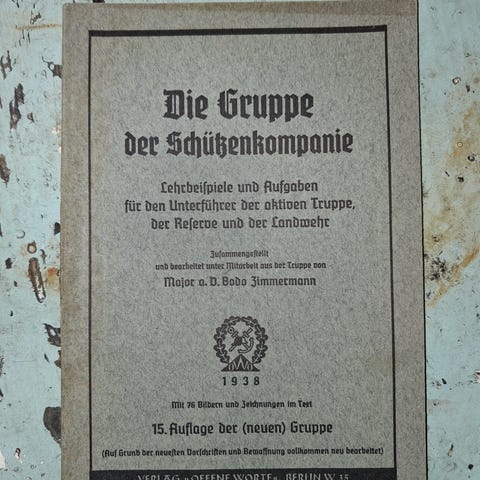 Die Gruppe
der Schützenkompanie
Lehrbeispiele und Aufgaben
für den Unterführer der aktiven Truppe,
der Reserve und der Landwehr
Zusammengestellt
und bearbeitet unter Mitarbeit aus der Truppe von
Major a. D. Bodo Zimmermann
1938
Mit 76 Bildern und Zeichnungen im Text
15. Auflage der (neuen) Gruppe
(Auf Grund der neuesten Vorschriften und Bewaffnung vollkommen neu bearbeitet)
VERLAG „OFFENE WORTE“, BERLIN W 35